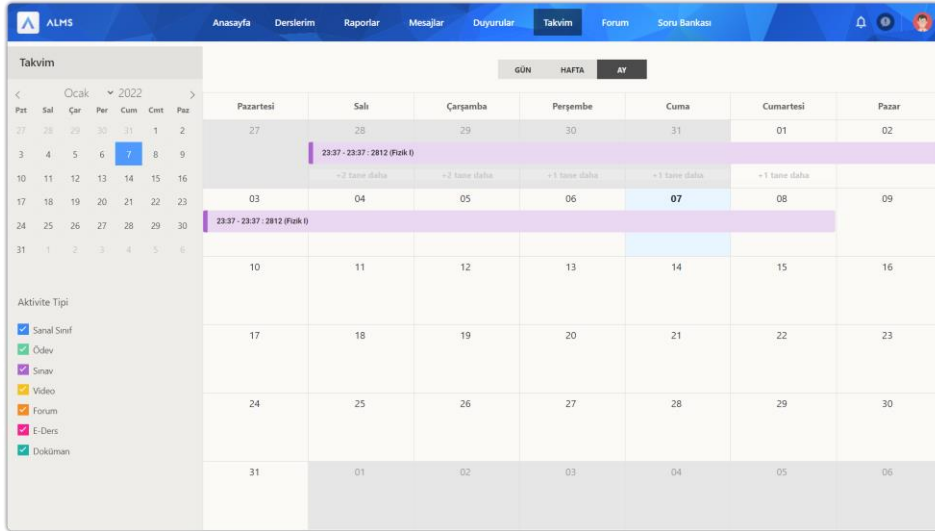 ALMS Anasayfa Derslerim Raporlar Mesajlar Duyurular Takvim Forum Soru Bankası
Takvim
Ocak 2022
Pzt Sal Çar Per Cum Cmt Paz
27 28 29 30 31 1 2
3 4 5 6 7 8 9
10 11 12 13 14 15 16
17 18 19 20 21 22 23
24 25 26 27 28 29 30
31 1 2 3 4 5 6
Aktivite Tipi
Sanal Sınıf
Ödev
Sınav
Video
Forum
E-Ders
Doküman
GÜN HAFTA AY
Pazartesi Salı Çarşamba Perşembe Cuma Cumartesi Pazar
27 28 29 30 31 01 02
23:37 - 23:37 : 2812 (Fizik I)
+2 tane daha +2 tane daha +1 tane daha +1 tane daha +1 tane daha
03 04 05 06 07 08 09
23:37 - 23:37 : 2812 (Fizik I)
10 11 12 13 14 15 16
17 18 19 20 21 22 23
24 25 26 27 28 29 30
31 01 02 03 04 05 06